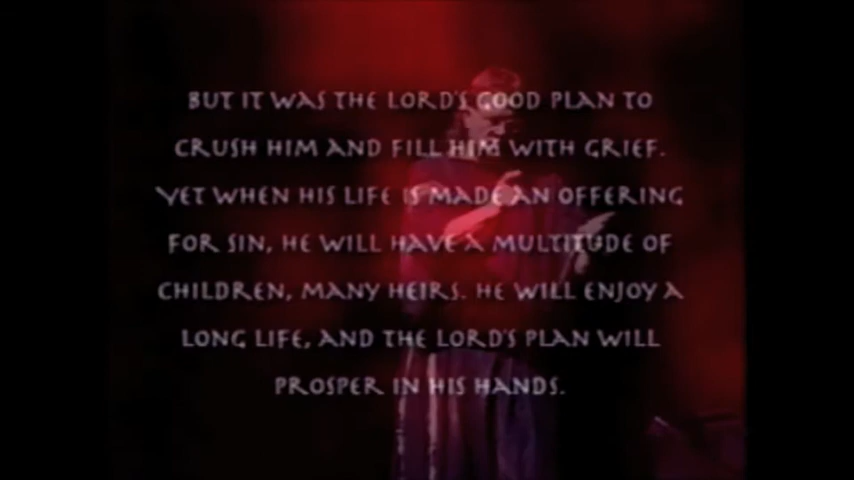 BUT IT WAS THE LORD'S GOOD PLAN TO
CRUSH HIM AND FILL HIM WITH GRIEF.
YET WHEN HIS LIFE IS MADE AN OFFERING
FOR SIN, HE WILL HAVE A MULTITUDE OF
CHILDREN, MANY HEIRS. HE WILL ENJOY A
LONG LIFE, AND THE LORD'S PLAN WILL
PROSPER IN HIS HANDS.